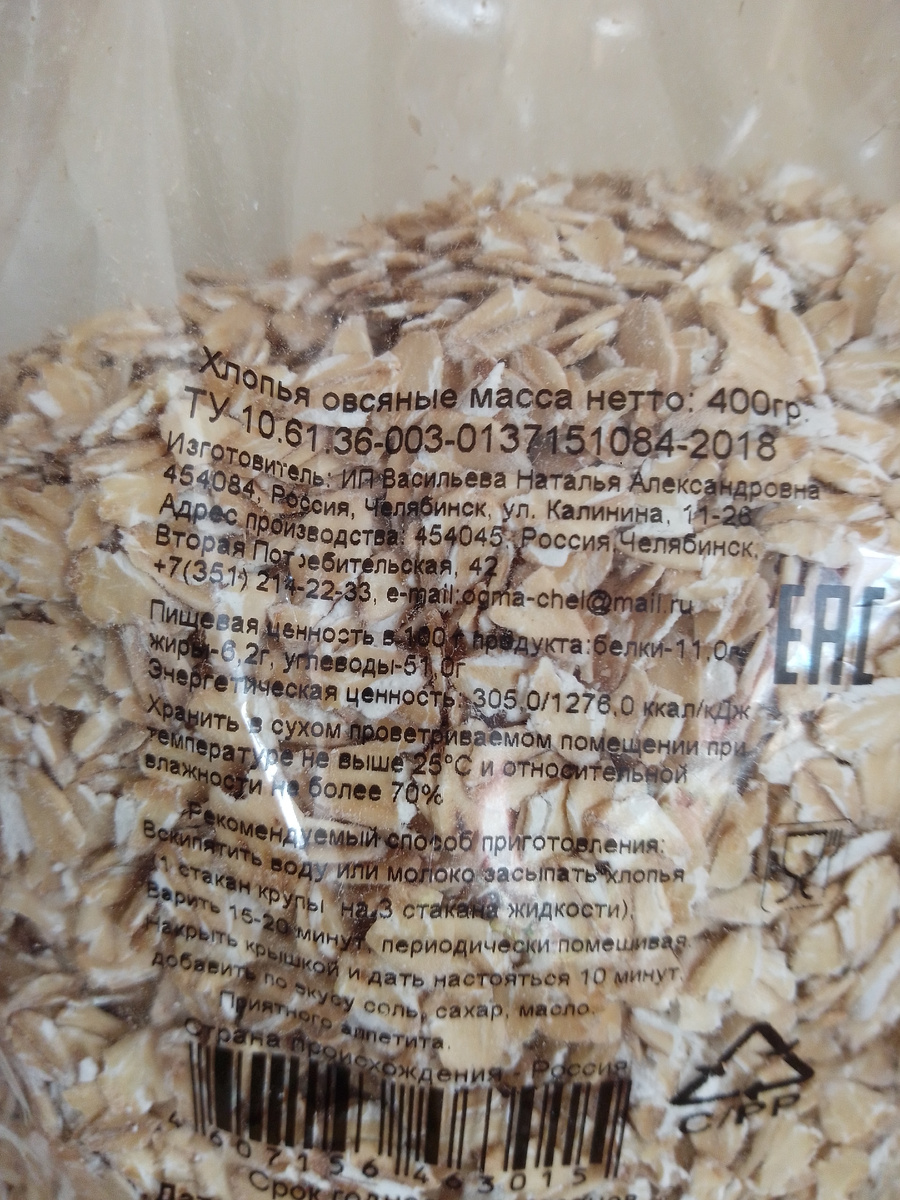 Хлопья овсяные масса нетто: 400гр.
ТУ 10.61.36-003-0137151084-2018
Изготовитель: ИП Васильева Наталья Александровна
454084, Россия, Челябинск, ул. Калинина, 11-26
Адрес производства: 454045, Россия, Челябинск,
Вторая Потребительская, 42
+7(351) 214-22-33, e-mail:ogma-chel@mail.ru
EAC
Пищевая ценность в 100 г продукта:белки-11,0г,
жиры-6,2г, углеводы-51,0г
Энергетическая ценность: 305,0/1276,0 ккал/кДж
Хранить в сухом проветриваемом помещении при
температуре не выше 25°С и относительной
влажности не более 70%
Рекомендуемый способ приготовления:
Вскипятить воду или молоко засыпать хлопья
(1 стакан крупы на 3 стакана жидкости).
Варить 15-20 минут, периодически помешивая.
Накрыть крышкой и дать настояться 10 минут,
добавить по вкусу соль, сахар, масло.
Приятного аппетита.
Страна происхождения - Россия
C/PP
4 607156 463015
Срок